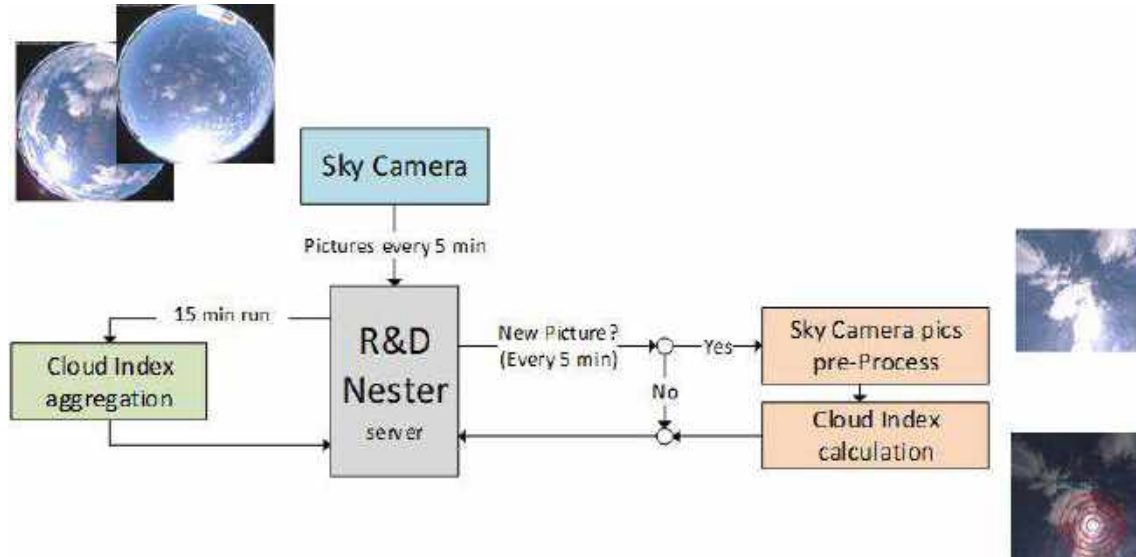 Sky Camera
Pictures every 5 min
15 min run
R&D
Nester
server
New Picture?
(Every 5 min)
Yes
No
Sky Camera pics
pre-Process
Cloud Index
aggregation
Cloud Index
calculation